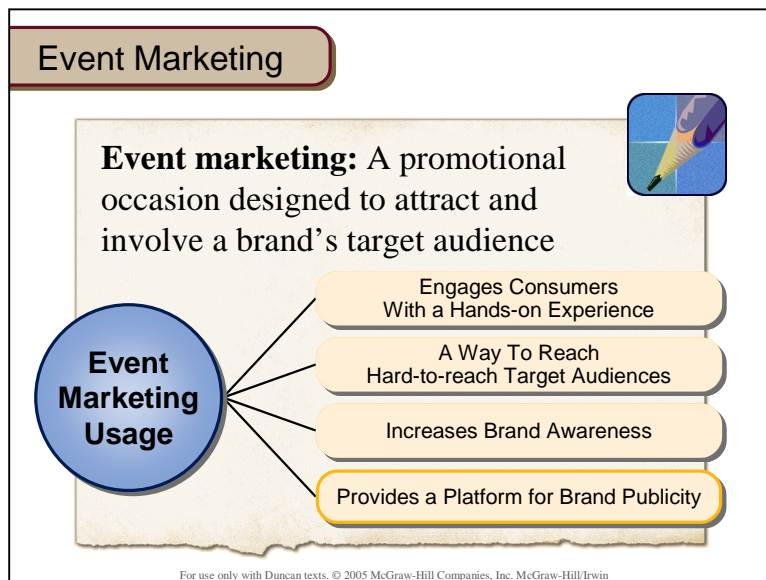 Event Marketing
Event marketing: A promotional
occasion designed to attract and
involve a brand's target audience
Event
Marketing
Usage
Engages Consumers
With a Hands-on Experience
A Way To Reach
Hard-to-reach Target Audiences
Increases Brand Awareness
Provides a Platform for Brand Publicity
For use only with Duncan texts. © 2005 McGraw-Hill Companies, Inc. McGraw-Hill/Irwin